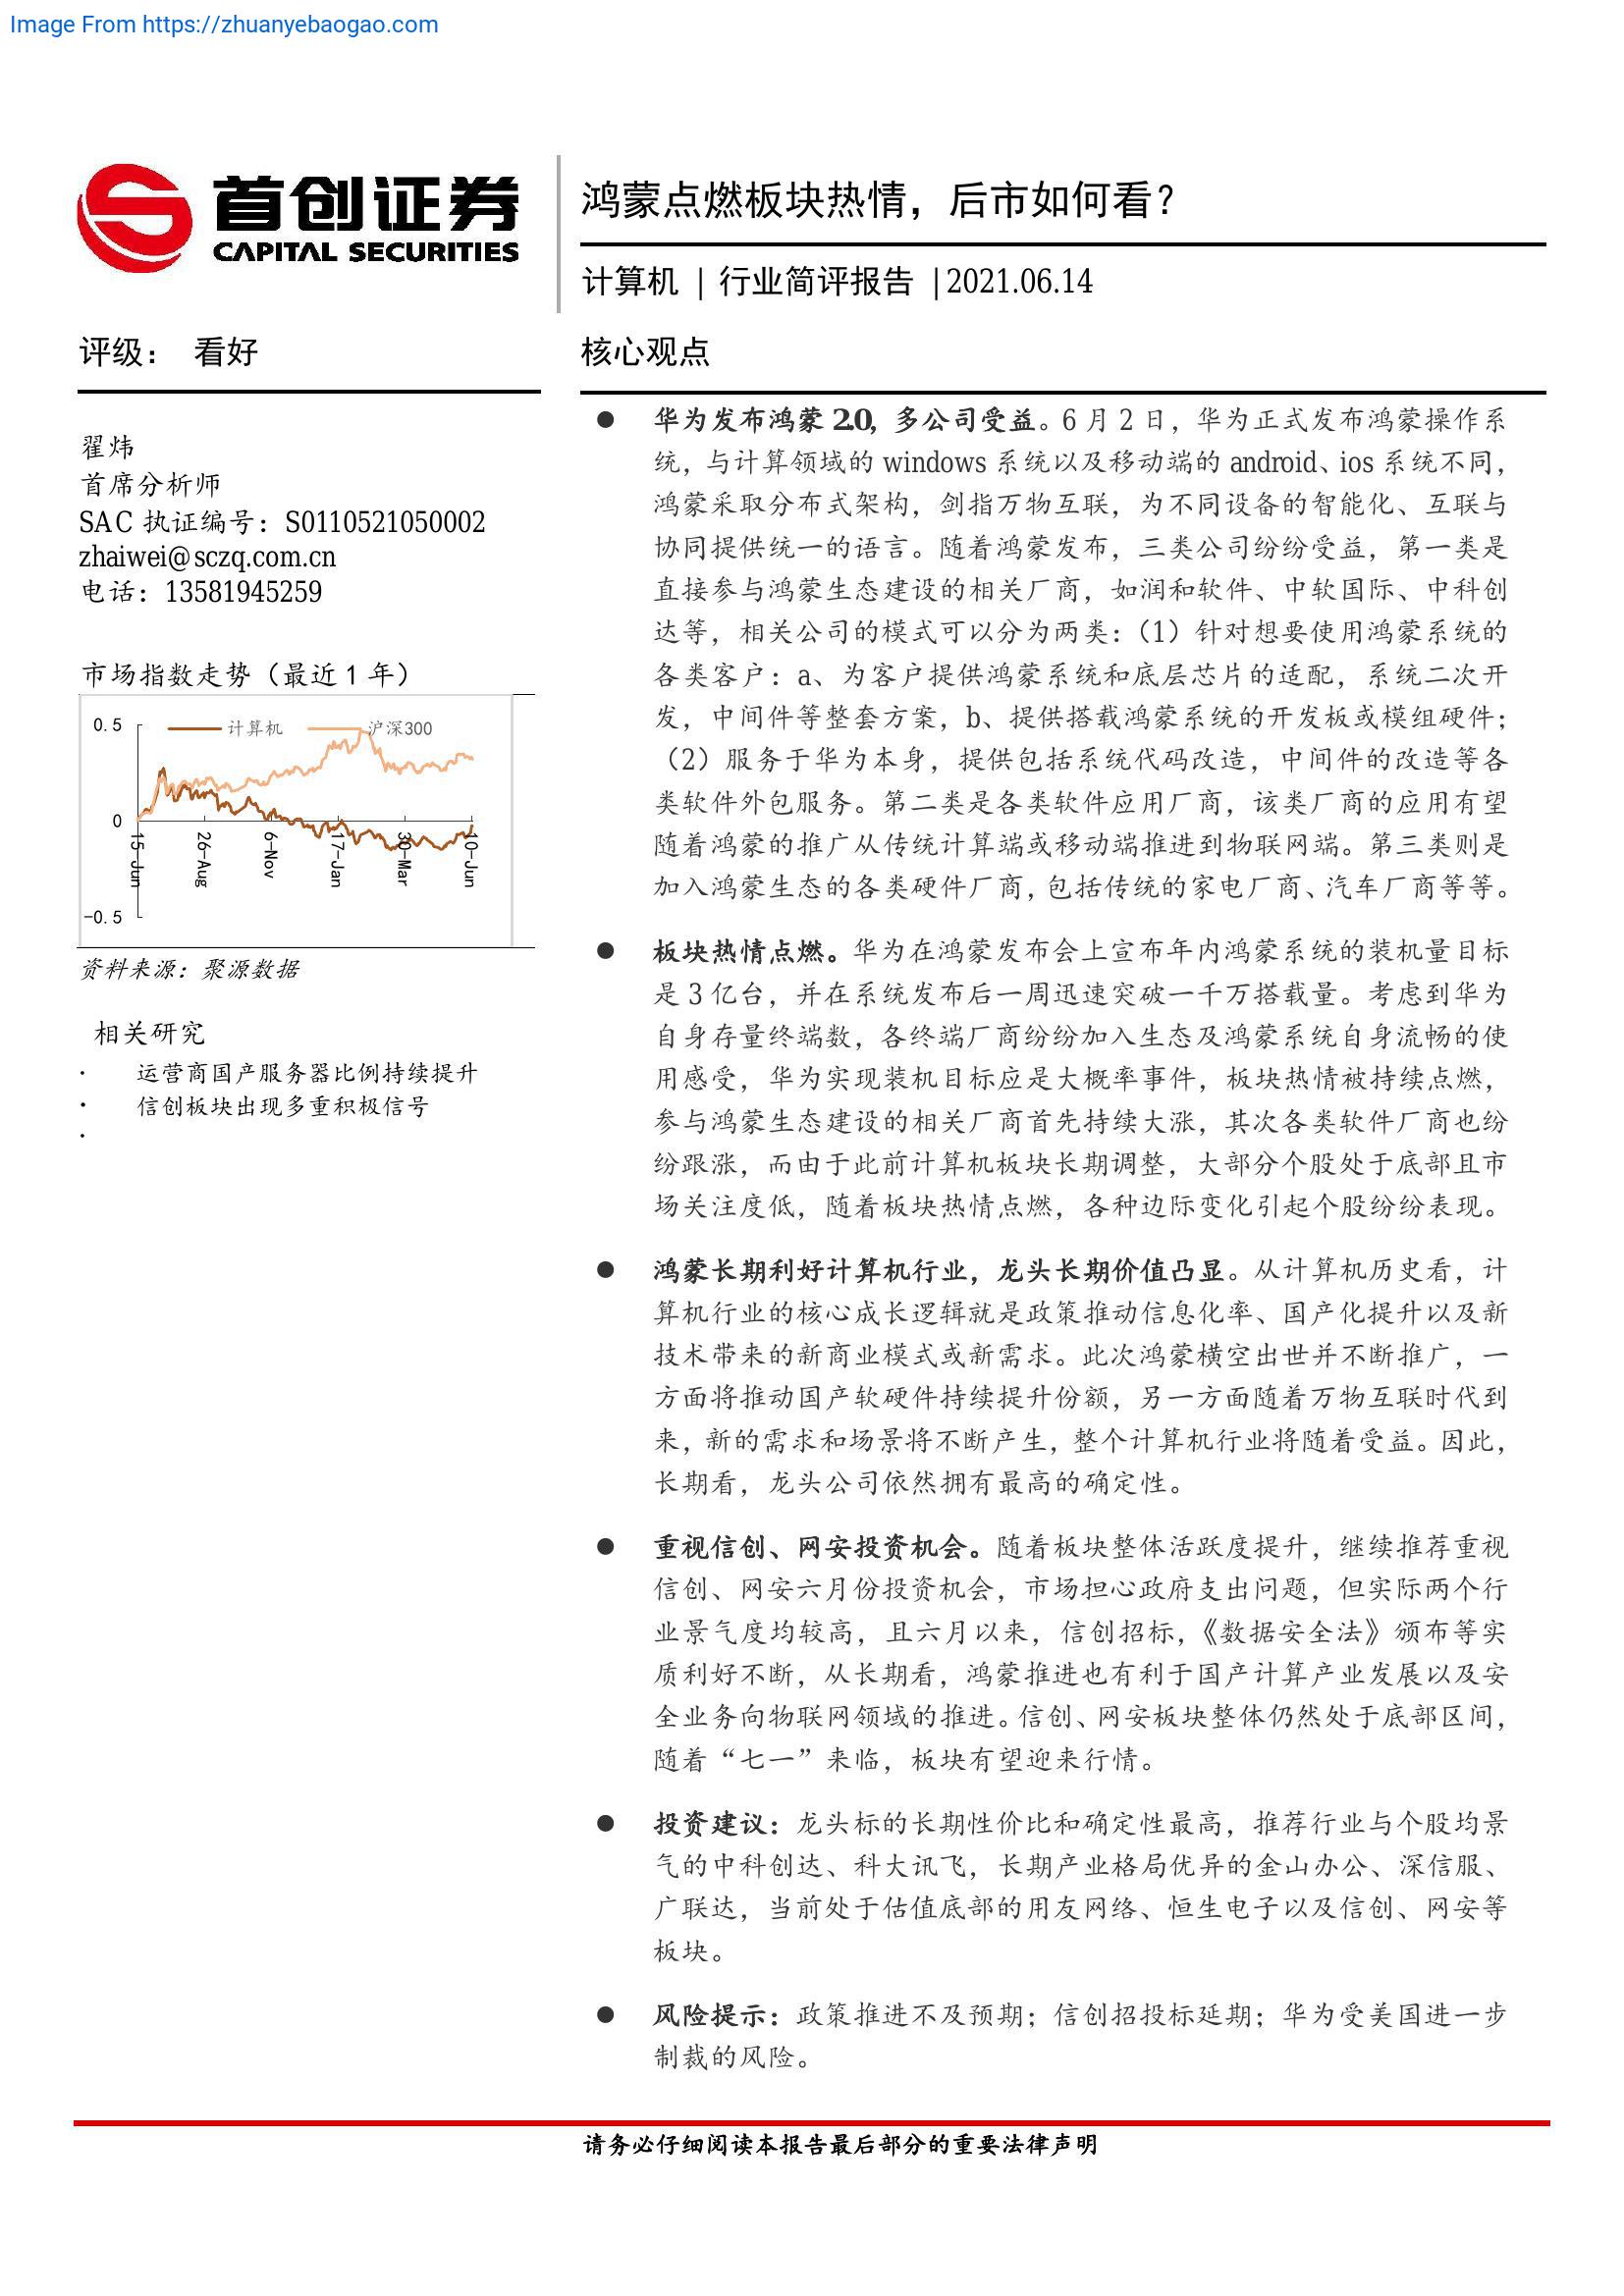 Image From https://zhuanyebaogao.com
首创证券
CAPITAL SECURITIES
鸿蒙点燃板块热情，后市如何看？
计算机 | 行业简评报告 |2021.06.14
评级： 看好
翟炜
首席分析师
SAC 执证编号：S0110521050002
zhaiwei@sczq.com.cn
电话：13581945259
市场指数走势（最近 1 年）
计算机
沪深300
0.5
0
-0.5
15-Jun
26-Aug
6-Nov
17-Jan
30-Mar
10-Jun
资料来源：聚源数据
相关研究
· 运营商国产服务器比例持续提升
· 信创板块出现多重积极信号
·
核心观点
● 华为发布鸿蒙 2.0，多公司受益。6 月 2 日，华为正式发布鸿蒙操作系
统，与计算领域的 windows 系统以及移动端的 android、ios 系统不同，
鸿蒙采取分布式架构，剑指万物互联，为不同设备的智能化、互联与
协同提供统一的语言。随着鸿蒙发布，三类公司纷纷受益，第一类是
直接参与鸿蒙生态建设的相关厂商，如润和软件、中软国际、中科创
达等，相关公司的模式可以分为两类：（1）针对想要使用鸿蒙系统的
各类客户：a、为客户提供鸿蒙系统和底层芯片的适配，系统二次开
发，中间件等整套方案，b、提供搭载鸿蒙系统的开发板或模组硬件；
（2）服务于华为本身，提供包括系统代码改造，中间件的改造等各
类软件外包服务。第二类是各类软件应用厂商，该类厂商的应用有望
随着鸿蒙的推广从传统计算端或移动端推进到物联网端。第三类则是
加入鸿蒙生态的各类硬件厂商，包括传统的家电厂商、汽车厂商等等。
● 板块热情点燃。华为在鸿蒙发布会上宣布年内鸿蒙系统的装机量目标
是 3 亿台，并在系统发布后一周迅速突破一千万搭载量。考虑到华为
自身存量终端数，各终端厂商纷纷加入生态及鸿蒙系统自身流畅的使
用感受，华为实现装机目标应是大概率事件，板块热情被持续点燃，
参与鸿蒙生态建设的相关厂商首先持续大涨，其次各类软件厂商也纷
纷跟涨，而由于此前计算机板块长期调整，大部分个股处于底部且市
场关注度低，随着板块热情点燃，各种边际变化引起个股纷纷表现。
● 鸿蒙长期利好计算机行业，龙头长期价值凸显。从计算机历史看，计
算机行业的核心成长逻辑就是政策推动信息化率、国产化提升以及新
技术带来的新商业模式或新需求。此次鸿蒙横空出世并不断推广，一
方面将推动国产软硬件持续提升份额，另一方面随着万物互联时代到
来，新的需求和场景将不断产生，整个计算机行业将随着受益。因此，
长期看，龙头公司依然拥有最高的确定性。
● 重视信创、网安投资机会。随着板块整体活跃度提升，继续推荐重视
信创、网安六月份投资机会，市场担心政府支出问题，但实际两个行
业景气度均较高，且六月以来，信创招标，《数据安全法》颁布等实
质利好不断，从长期看，鸿蒙推进也有利于国产计算产业发展以及安
全业务向物联网领域的推进。信创、网安板块整体仍然处于底部区间，
随着“七一”来临，板块有望迎来行情。
● 投资建议：龙头标的长期性价比和确定性最高，推荐行业与个股均景
气的中科创达、科大讯飞，长期产业格局优异的金山办公、深信服、
广联达，当前处于估值底部的用友网络、恒生电子以及信创、网安等
板块。
● 风险提示：政策推进不及预期；信创招投标延期；华为受美国进一步
制裁的风险。
请务必仔细阅读本报告最后部分的重要法律声明